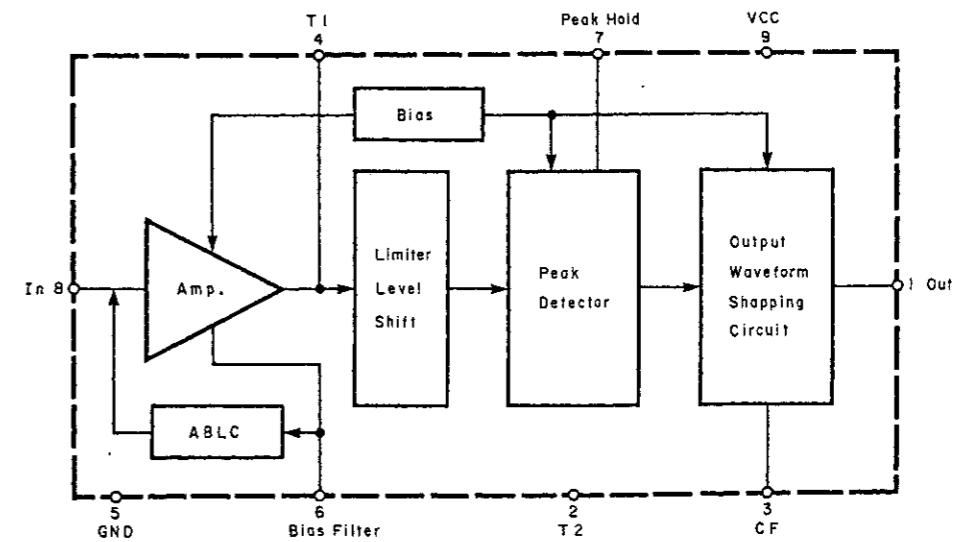 T1
4
Peak Hold
7
VCC
9
Bias
In 8
Amp.
Limiter
Level
Shift
Peak
Detector
Output
Waveform
Shapping
Circuit
1 Out
ABLC
5
GND
6
Bias Filter
2
T2
3
CF